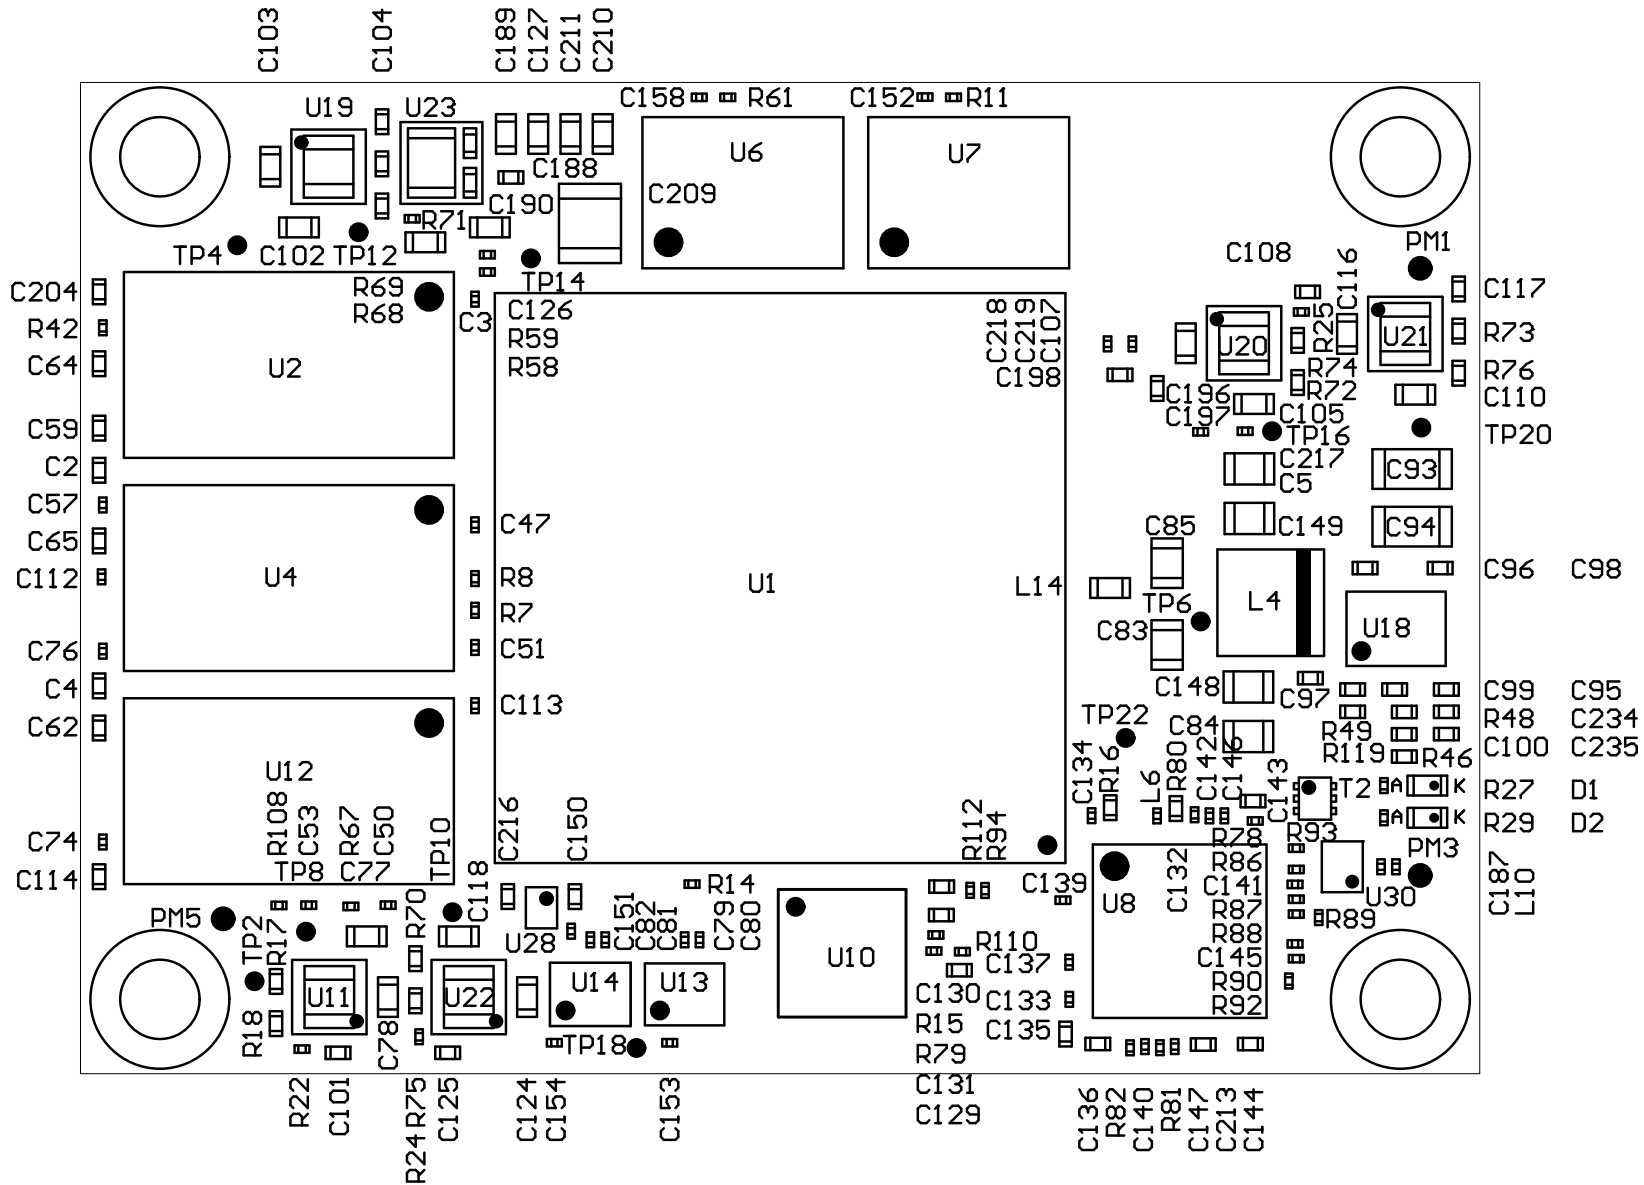 C103
C104
C189
C127
C211
C210
U19
U23
C158
R61
C152
R11
C188
U6
U7
C209
C190
R71
TP4
C102
TP12
TP14
C108
PM1
C116
C204
R69
R68
C3
C126
R59
R58
C218
C219
C107
C198
R42
C64
U2
U20
R25
R74
R72
U21
C117
R73
R76
C110
C196
C197
C105
TP16
TP20
C59
C2
C57
C65
C112
C217
C5
C93
C47
C85
C149
C94
U4
R8
R7
C51
U1
L14
TP6
L4
C83
U18
C96
C98
C76
C4
C62
C113
C148
C97
C99
C95
TP22
C84
R49
R119
R48
C234
C100
C235
R46
C134
R16
L6
R80
C142
C146
C143
T2
A
K
R27
D1
A
K
R29
D2
U12
R108
C53
R67
C50
TP10
C216
C150
R112
R94
C74
C114
TP8
C77
C118
R14
C139
R78
R93
R86
C141
R87
R88
C145
R90
R92
C132
U8
PM3
U30
R89
C187
L10
PM5
TP2
R17
R70
U28
C151
C82
C81
C79
C80
U10
R110
C137
C133
C135
U11
U22
U14
U13
R18
C78
TP18
C130
R15
R79
C131
C129
R22
C101
R24
R75
C125
C124
C154
C153
C136
R82
C140
R81
C147
C213
C144